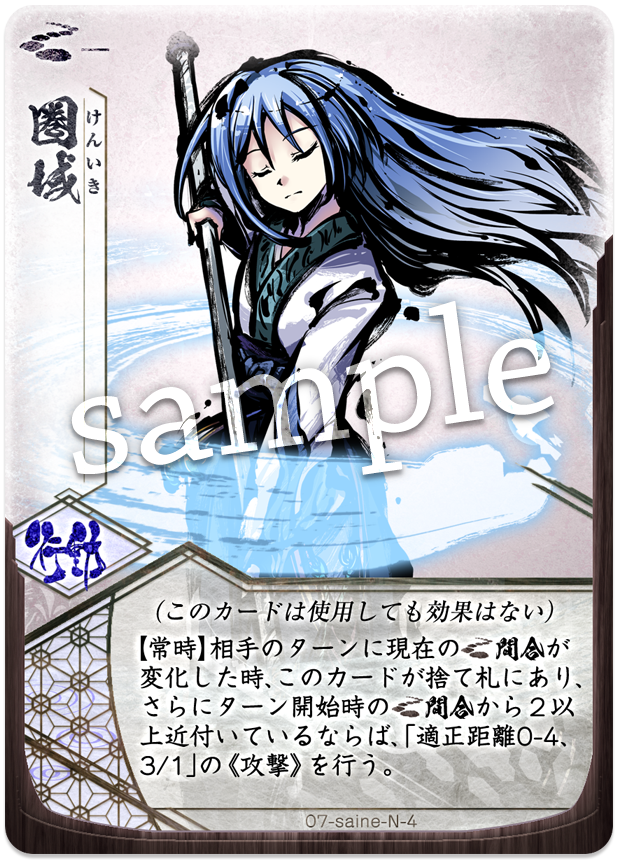 圏域
けんいき
sample
行動
（このカードは使用しても効果はない）
【常時】相手のターンに現在の間合が
変化した時、このカードが捨て札にあり、
さらにターン開始時の間合から２以
上近付いているならば、「適正距離0-4、
3/1」の《攻撃》を行う。
07-saine-N-4